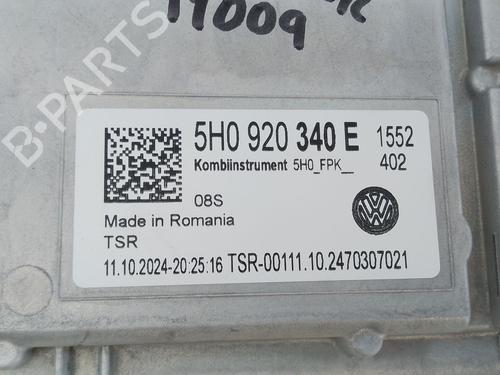 19009
B-PARTS
5H0 920 340 E 1552
Kombiinstrument 5H0_FPK__ 402
08S
Made in Romania
TSR
11.10.2024-20:25:16 TSR-00111.10.2470307021